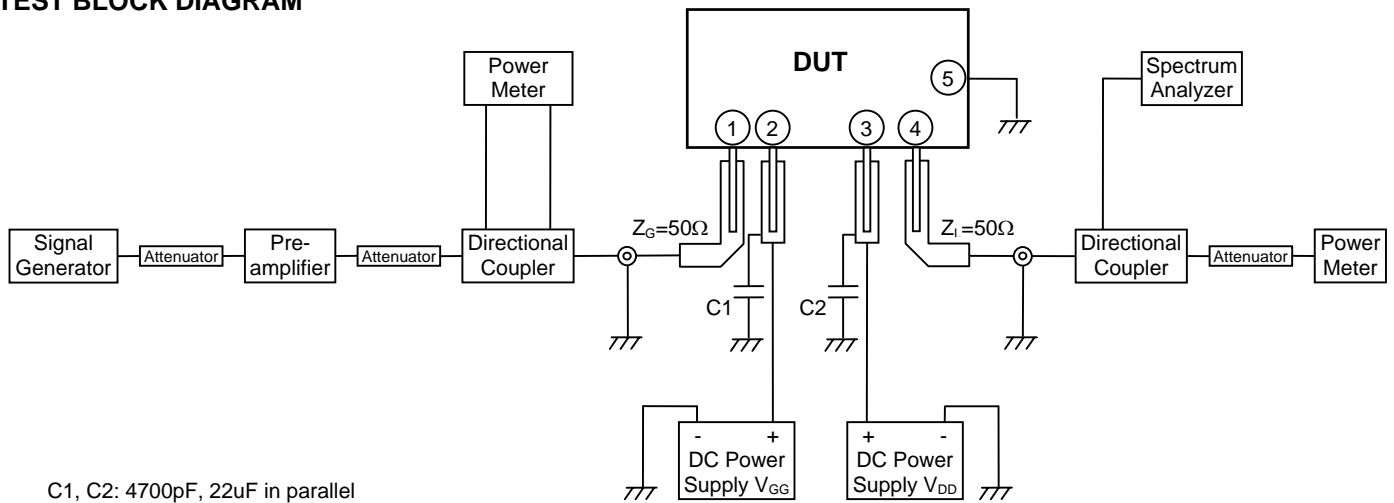 TEST BLOCK DIAGRAM
DUT
5
1
2
3
4
Power
Meter
Spectrum
Analyzer
Signal
Generator
Attenuator
Pre-
amplifier
Attenuator
Directional
Coupler
ZG=50Ω
C1
C2
ZL=50Ω
Directional
Coupler
Attenuator
Power
Meter
- +
DC Power
Supply VGG
+ -
DC Power
Supply VDD
C1, C2: 4700pF, 22uF in parallel